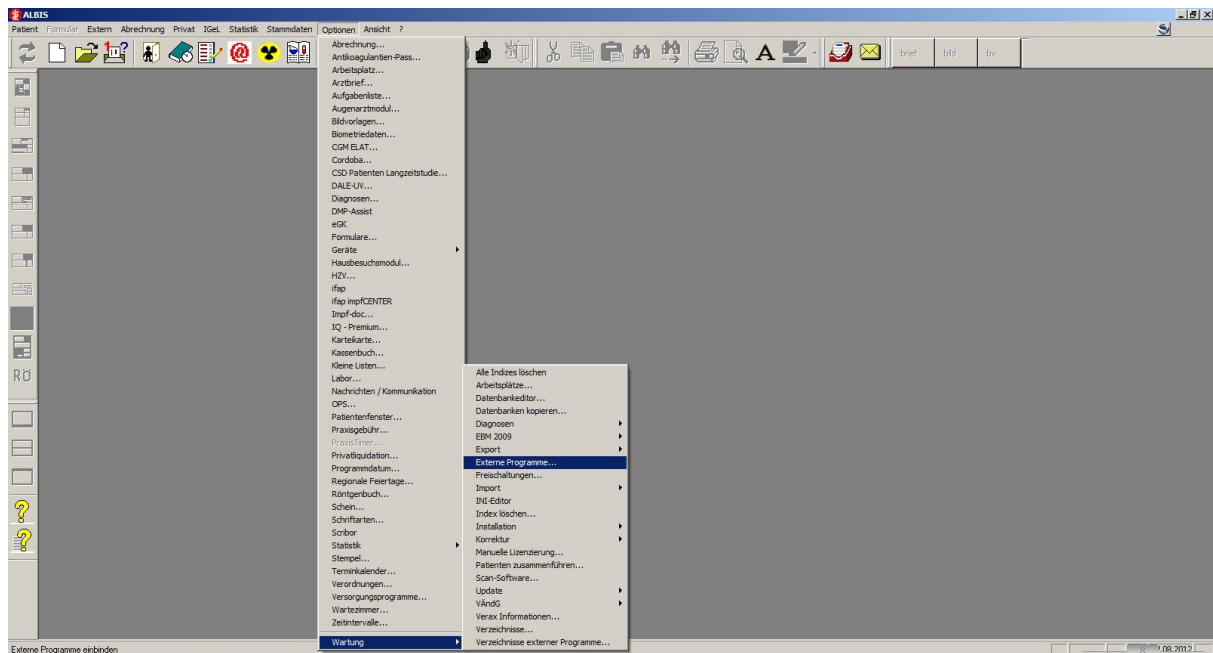 ALBIS
Patient Formular Extern Abrechnung Privat IGeL Statistik Stammdaten Optionen Ansicht ?
brief bild bv
Abrechnung...
Antikoagulantien-Pass...
Arbeitsplatz...
Arztbrief...
Aufgabenliste...
Augenarztmodul...
Bildvorlagen...
Biometriedaten...
CGM ELAT...
Cordoba...
CSD Patienten Langzeitstudie...
DALE-UV...
Diagnosen...
DMP-Assist
eGK
Formulare...
Geräte
Hausbesuchsmodul...
HZV...
ifap
ifap impfCENTER
Impf-doc...
IQ - Premium...
Karteikarte...
Kassenbuch...
Kleine Listen...
Labor...
Nachrichten / Kommunikation
OPS...
Patientenfenster...
Praxisgebühr...
PraxisTimer...
Privatliquidation...
Programmdatum...
Regionale Feiertage...
Röntgenbuch...
Schein...
Schriftarten...
Scribor
Statistik
Stempel...
Terminkalender...
Verordnungen...
Versorgungsprogramme...
Wartezimmer...
Zeitintervalle...
Wartung
Alle Indizes löschen
Arbeitsplätze...
Datenbankeditor...
Datenbanken kopieren...
Diagnosen
EBM 2009
Export
Externe Programme...
Freischaltungen...
Import
INI-Editor
Index löschen...
Installation
Korrektur
Manuelle Lizenzierung...
Patienten zusammenführen...
Scan-Software...
Update
VÄndG
Verax Informationen...
Verzeichnisse...
Verzeichnisse externer Programme...
RÖ
Externe Programme einbinden